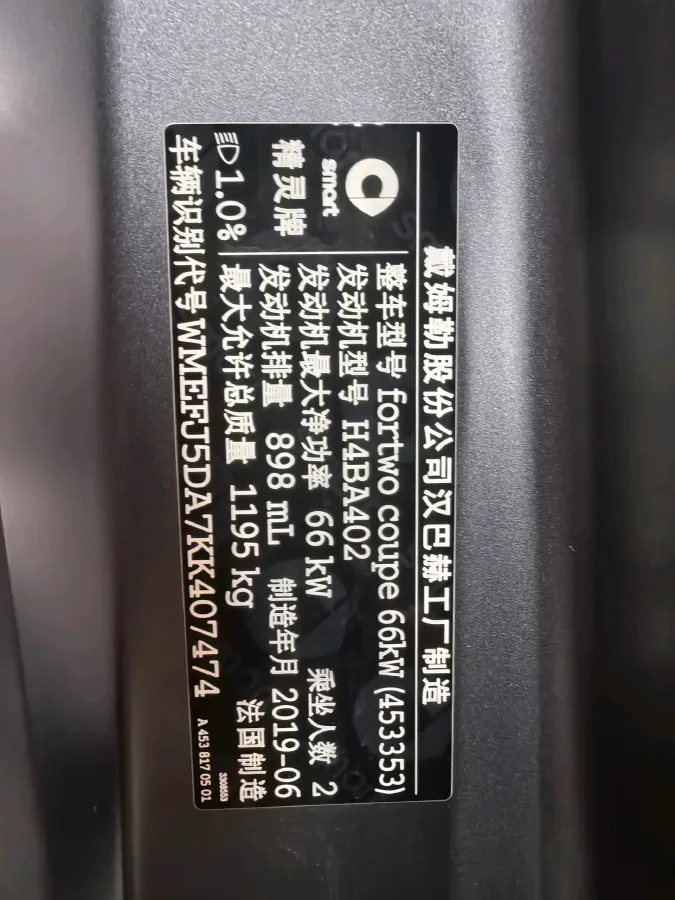 戴姆勒股份公司汉巴赫工厂制造
smart
精灵牌
1.0%
整车型号 fortwo coupe 66kW (453353)
发动机型号 H4BA402
发动机最大净功率 66 kW 乘坐人数 2
发动机排量 898 mL 制造年月 2019-06
最大允许总质量 1195 kg 法国制造
车辆识别代号 WMEFJ5DA7KK407474
A 453 817 05 01